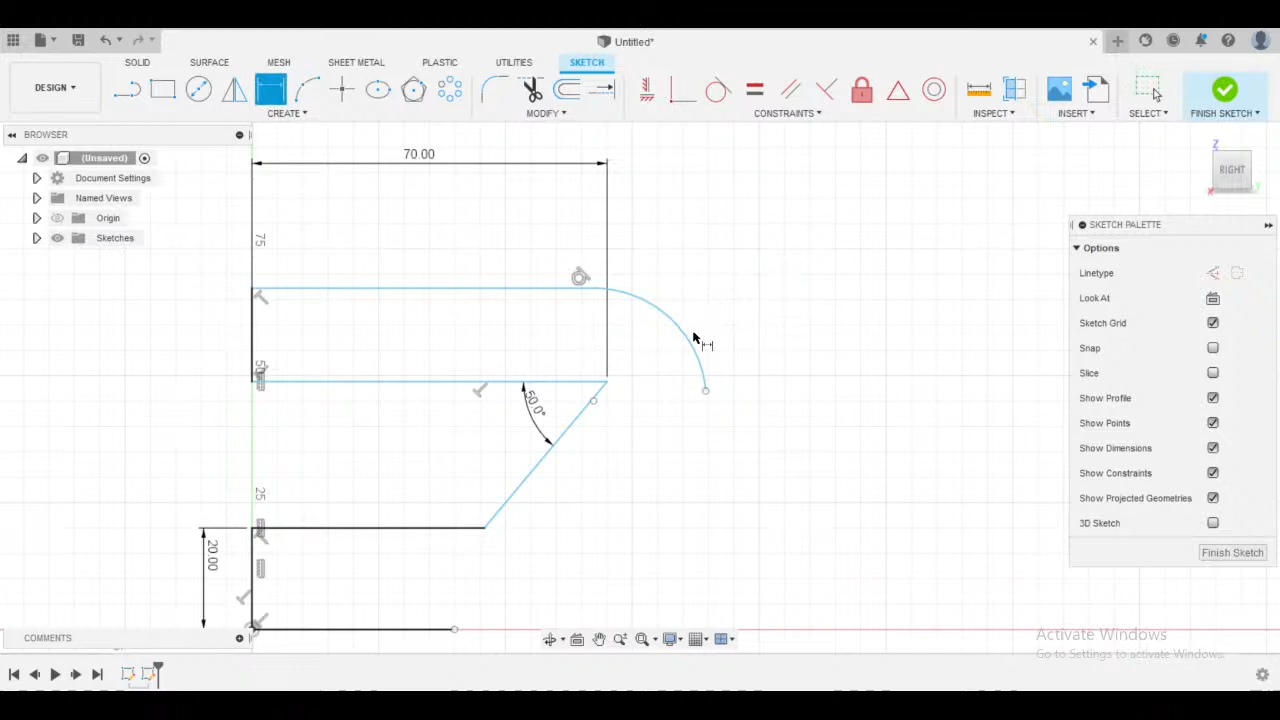 Untitled*
SOLID
SURFACE
MESH
SHEET METAL
PLASTIC
UTILITIES
SKETCH
DESIGN
CREATE
MODIFY
CONSTRAINTS
INSPECT
INSERT
SELECT
FINISH SKETCH
BROWSER
(Unsaved)
Document Settings
Named Views
Origin
Sketches
70.00
75
50
50.0°
25
20.00
Z
RIGHT
X
Y
SKETCH PALETTE
Options
Linetype
Look At
Sketch Grid
Snap
Slice
Show Profile
Show Points
Show Dimensions
Show Constraints
Show Projected Geometries
3D Sketch
Finish Sketch
COMMENTS
Activate Windows
Go to Settings to activate Windows.